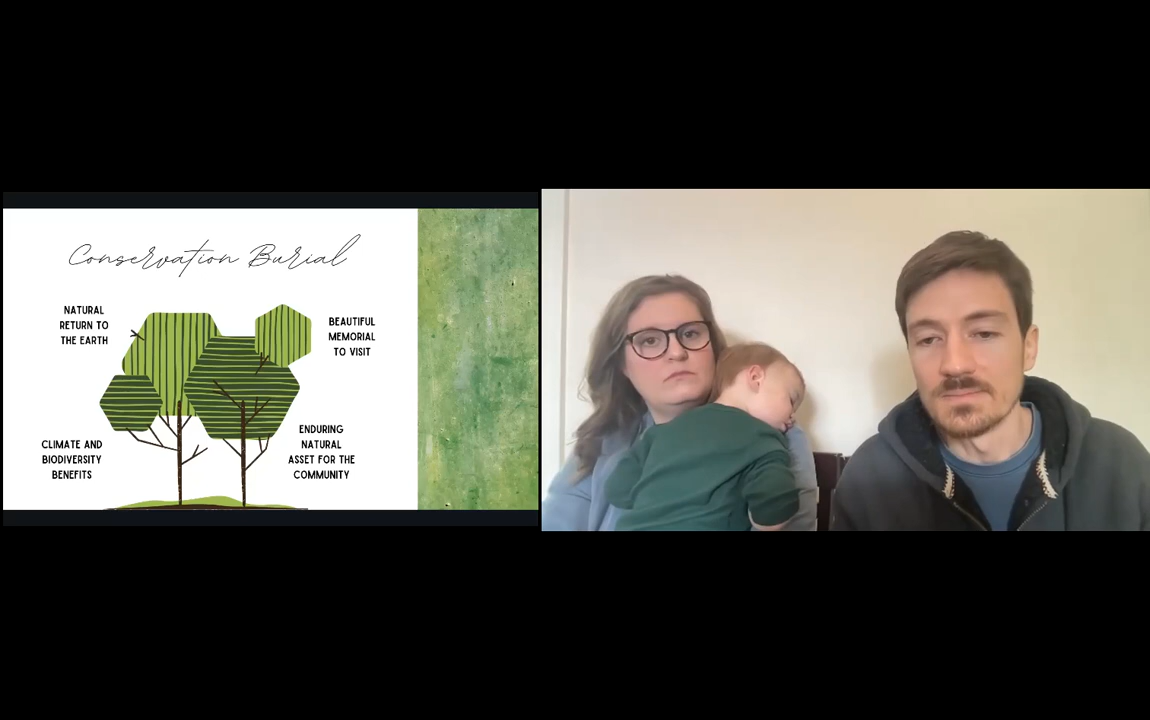 Conservation Burial
NATURAL
RETURN TO
THE EARTH
BEAUTIFUL
MEMORIAL
TO VISIT
CLIMATE AND
BIODIVERSITY
BENEFITS
ENDURING
NATURAL
ASSET FOR THE
COMMUNITY